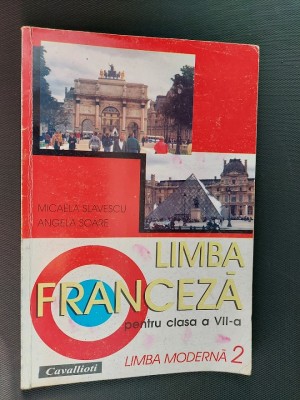 MICAELA SLAVESCU
ANGELA SOARE
LIMBA
FRANCEZĂ
pentru clasa a VII-a
LIMBA MODERNĂ 2
Cavallioti